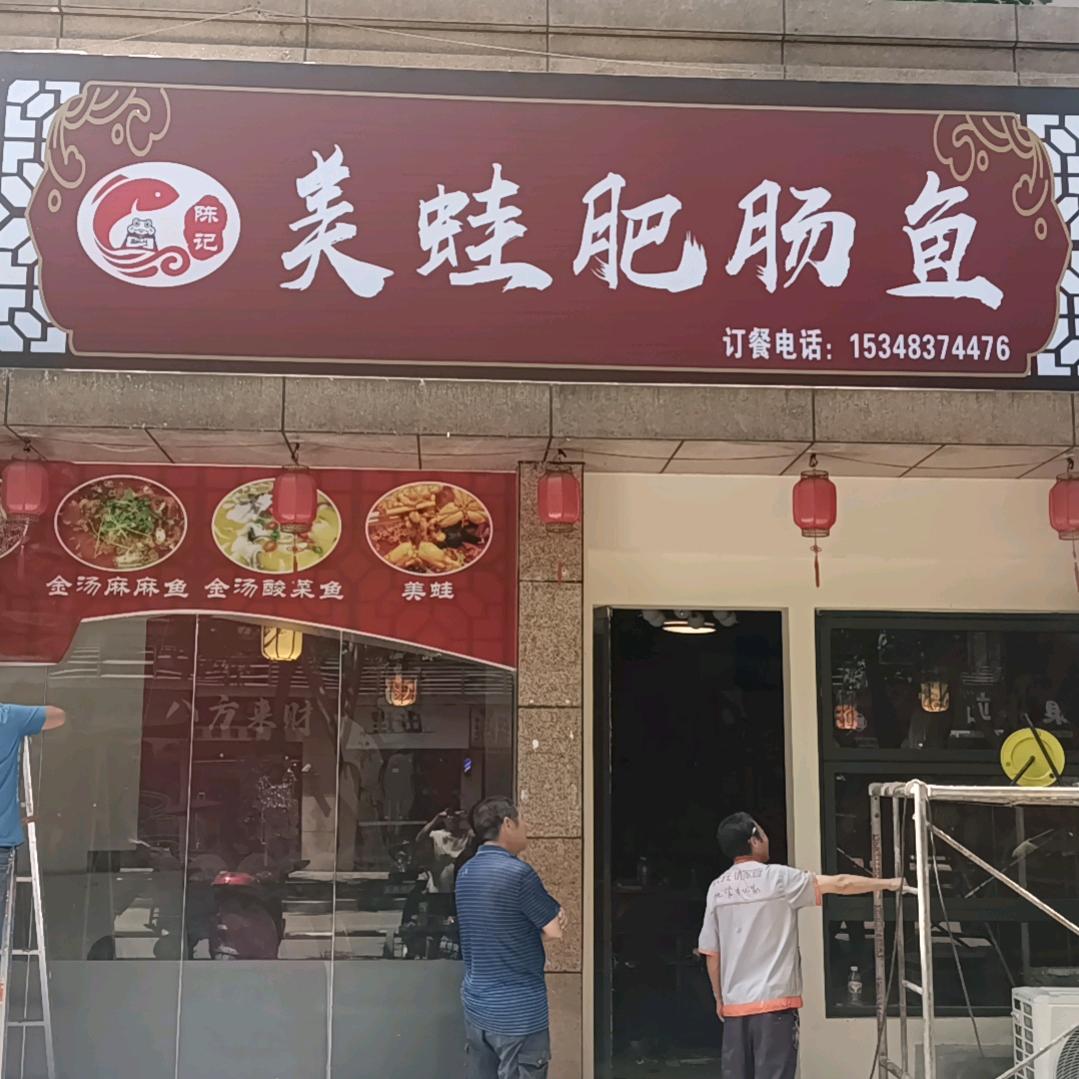 陈记
美蛙肥肠鱼
订餐电话：15348374476
金汤麻麻鱼 金汤酸菜鱼 美蛙
八方来财